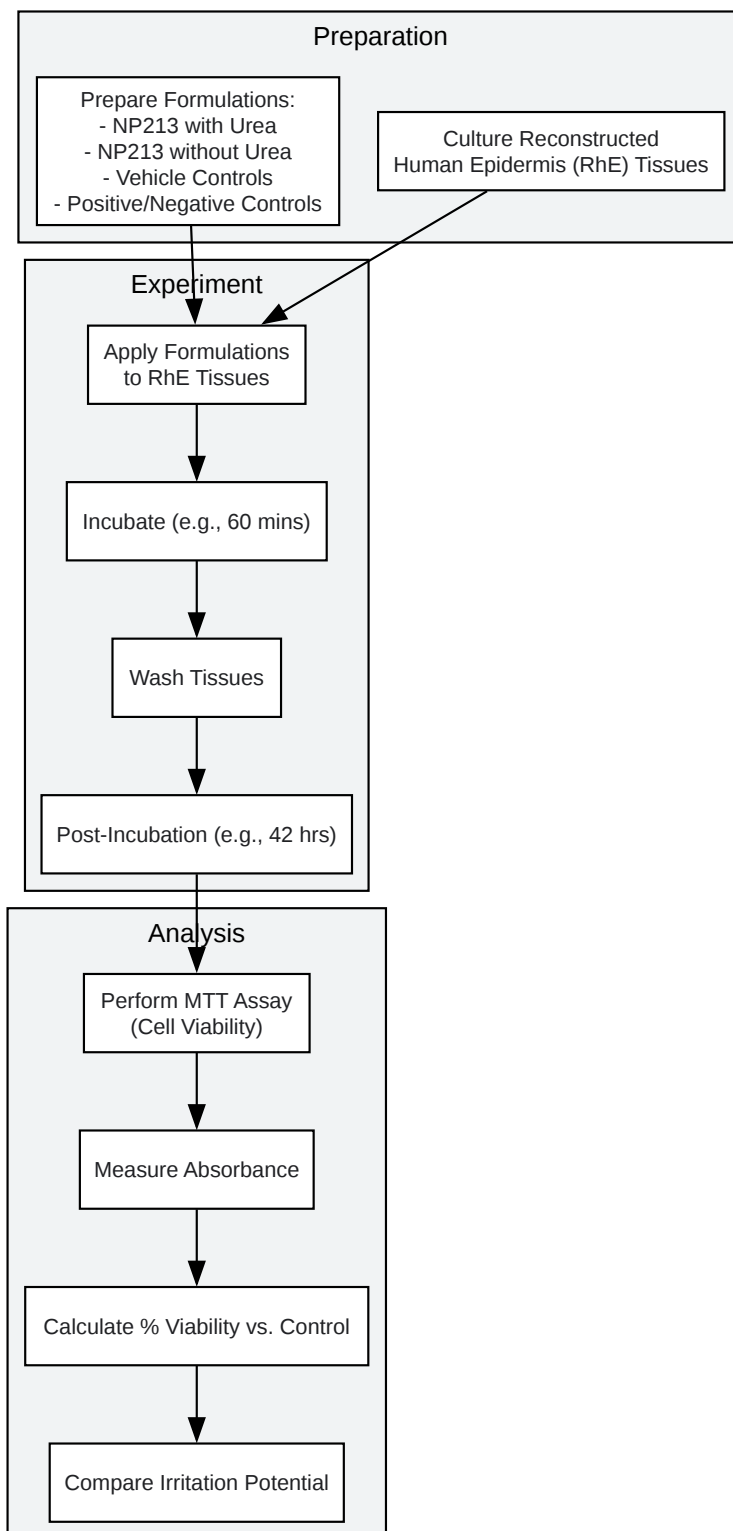 Preparation
Prepare Formulations:
- NP213 with Urea
- NP213 without Urea
- Vehicle Controls
- Positive/Negative Controls
Culture Reconstructed
Human Epidermis (RhE) Tissues
Experiment
Apply Formulations
to RhE Tissues
Incubate (e.g., 60 mins)
Wash Tissues
Post-Incubation (e.g., 42 hrs)
Analysis
Perform MTT Assay
(Cell Viability)
Measure Absorbance
Calculate % Viability vs. Control
Compare Irritation Potential